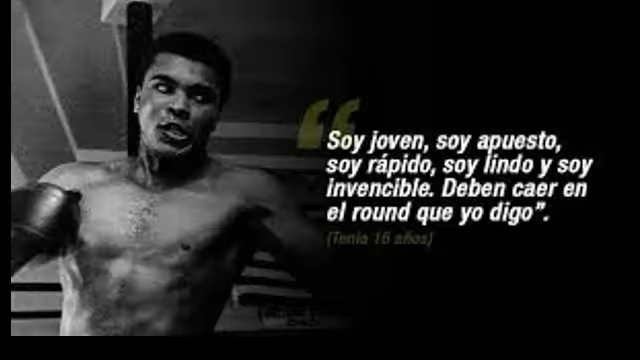 “
Soy joven, soy apuesto,
soy rápido, soy lindo y soy
invencible. Deben caer en
el round que yo digo”.
(Tenía 16 años)